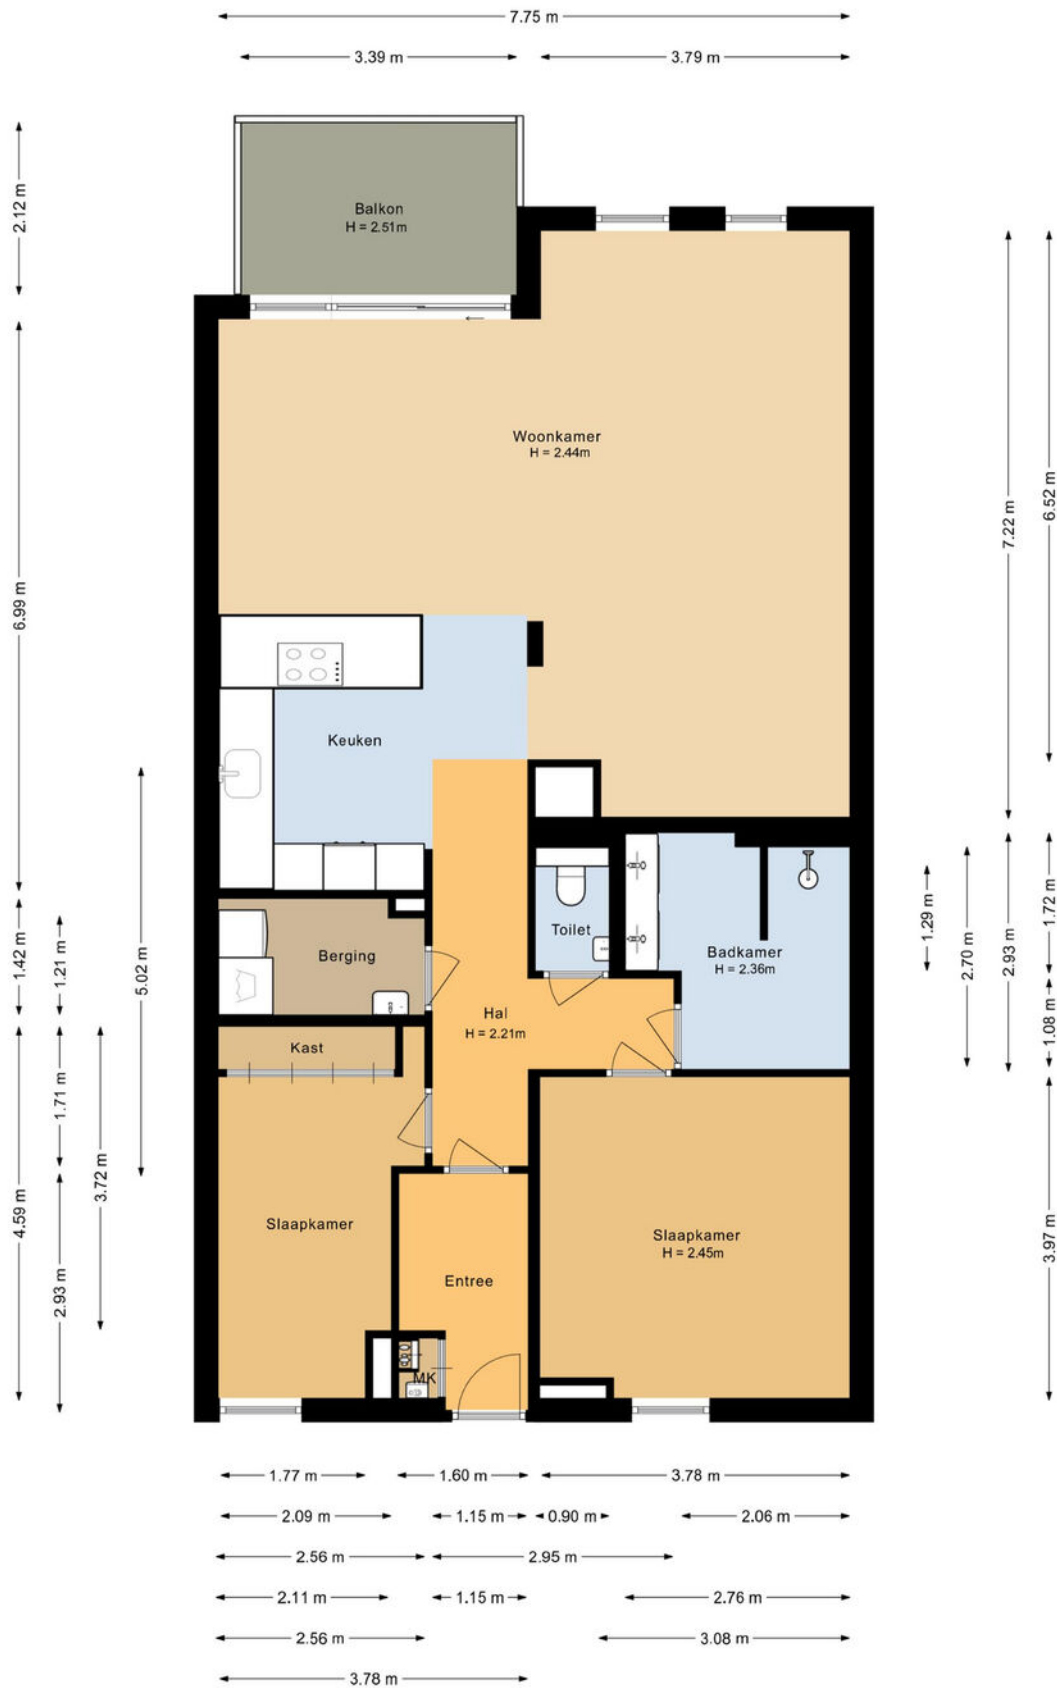 7.75 m
3.39 m
3.79 m
2.12 m
Balkon
H = 2.51m
Woonkamer
H = 2.44m
6.99 m
7.22 m
6.52 m
Keuken
5.02 m
1.42 m
1.21 m
Berging
Toilet
Badkamer
H = 2.36m
1.29 m
2.70 m
2.93 m
1.72 m
1.08 m
Hal
H = 2.21m
Kast
1.71 m
3.72 m
4.59 m
2.93 m
Slaapkamer
Entree
Slaapkamer
H = 2.45m
3.97 m
MK
1.77 m
1.60 m
3.78 m
2.09 m
1.15 m
0.90 m
2.06 m
2.56 m
2.95 m
2.11 m
1.15 m
2.76 m
2.56 m
3.08 m
3.78 m